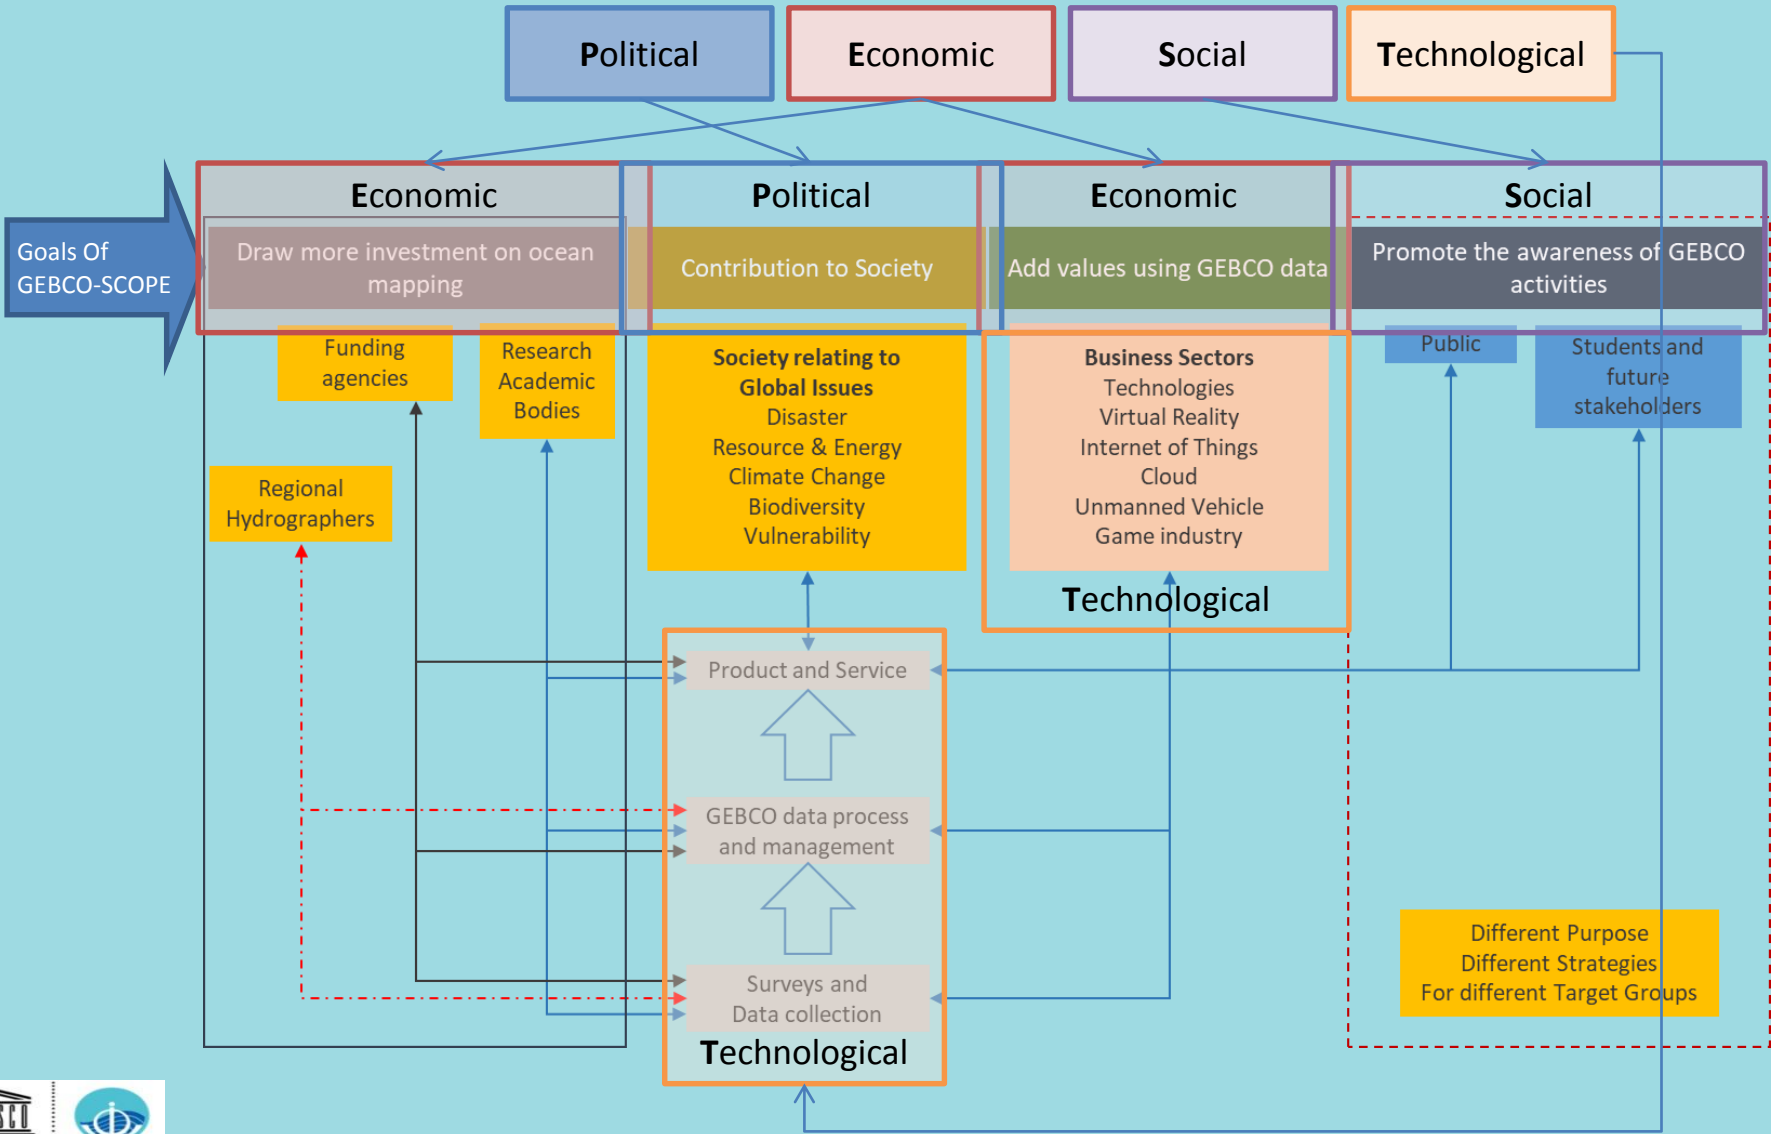 Political
Economic
Social
Technological
Goals Of
GEBCO-SCOPE
Economic
Draw more investment on ocean
mapping
Political
Contribution to Society
Economic
Add values using GEBCO data
Social
Promote the awareness of GEBCO
activities
Funding
agencies
Research
Academic
Bodies
Regional
Hydrographers
Society relating to
Global Issues
Disaster
Resource & Energy
Climate Change
Biodiversity
Vulnerability
Business Sectors
Technologies
Virtual Reality
Internet of Things
Cloud
Unmanned Vehicle
Game industry
Technological
Public
Students and
future
stakeholders
Product and Service
GEBCO data process
and management
Surveys and
Data collection
Technological
Different Purpose
Different Strategies
For different Target Groups